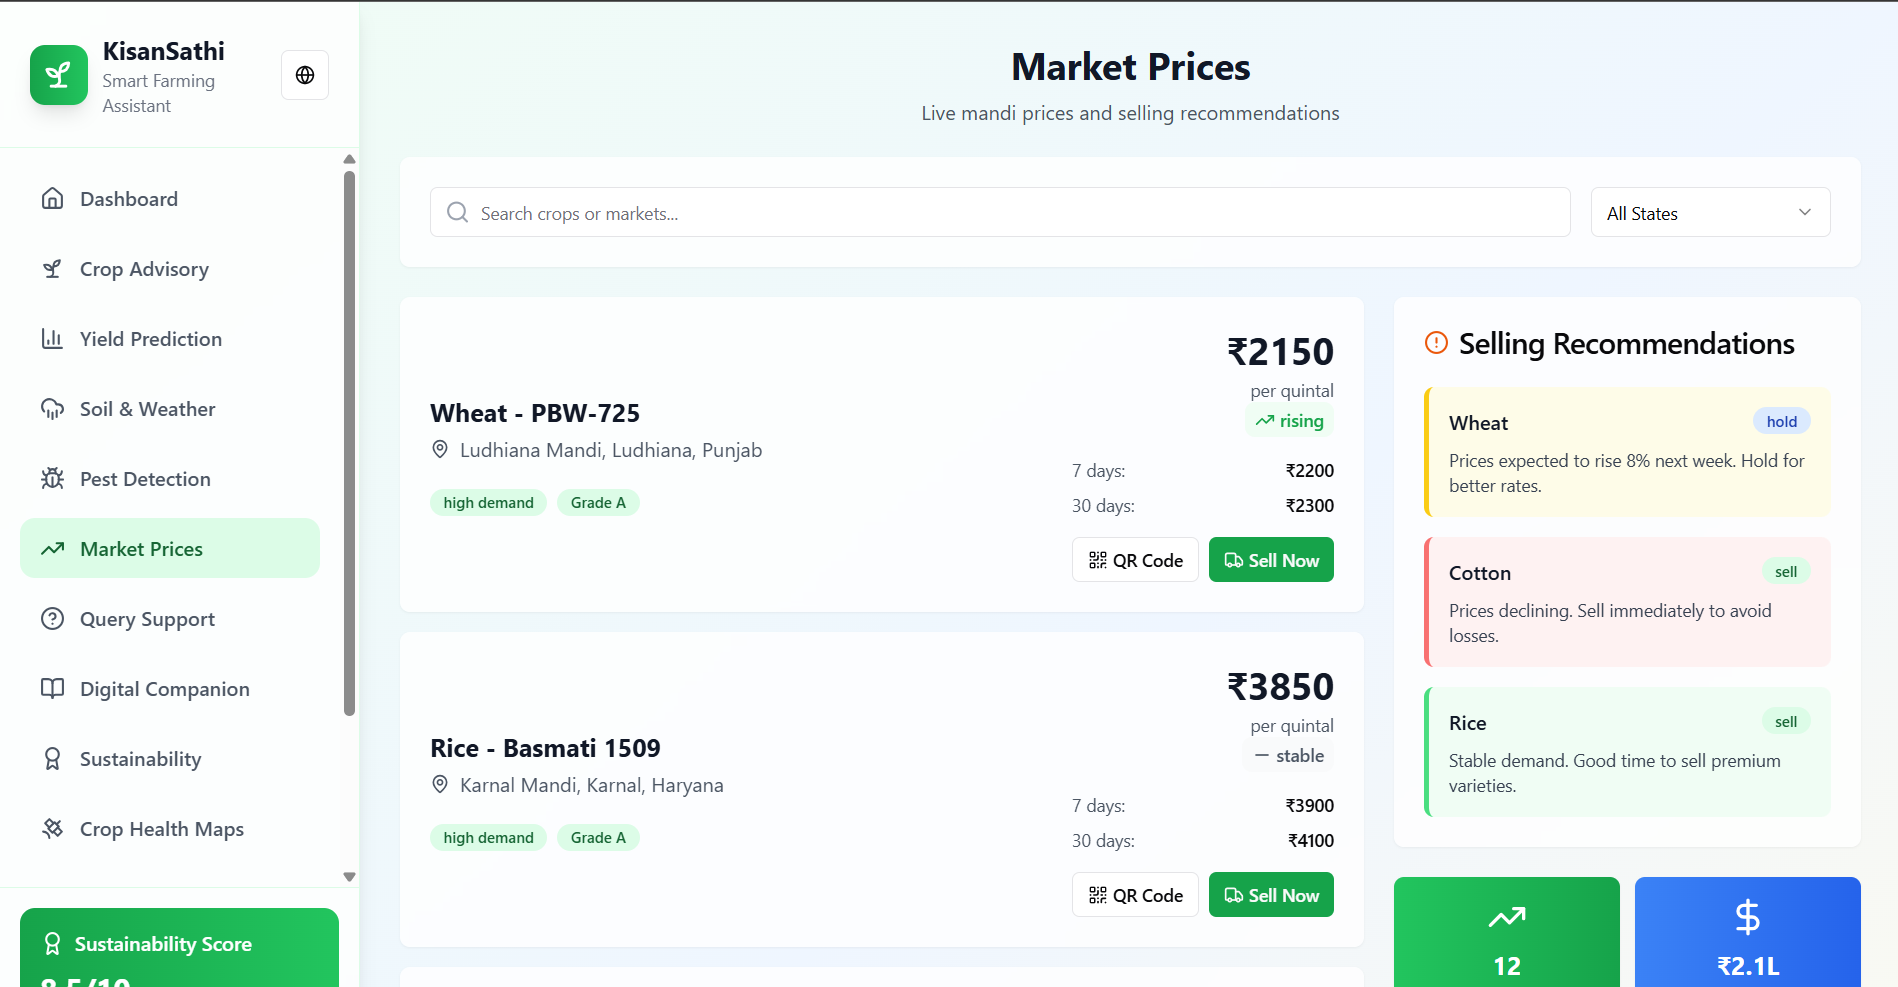 KisanSathi
Smart Farming
Assistant
Dashboard
Crop Advisory
Yield Prediction
Soil & Weather
Pest Detection
Market Prices
Query Support
Digital Companion
Sustainability
Crop Health Maps
Sustainability Score
8.5/10
Market Prices
Live mandi prices and selling recommendations
Search crops or markets...
All States
Wheat - PBW-725
Ludhiana Mandi, Ludhiana, Punjab
high demand Grade A
₹2150
per quintal
rising
7 days: ₹2200
30 days: ₹2300
QR Code Sell Now
Rice - Basmati 1509
Karnal Mandi, Karnal, Haryana
high demand Grade A
₹3850
per quintal
stable
7 days: ₹3900
30 days: ₹4100
QR Code Sell Now
Selling Recommendations
Wheat hold
Prices expected to rise 8% next week. Hold for
better rates.
Cotton sell
Prices declining. Sell immediately to avoid
losses.
Rice sell
Stable demand. Good time to sell premium
varieties.
12
₹2.1L